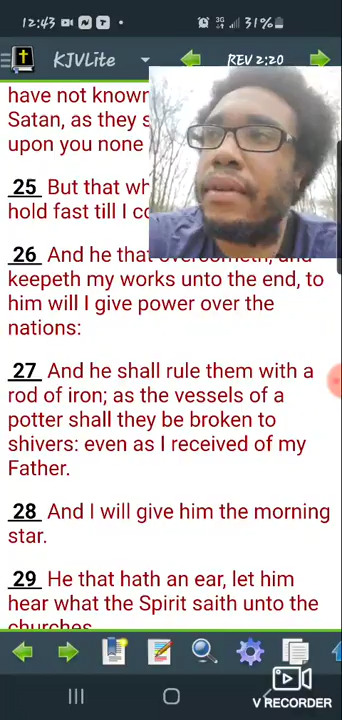 12:43 3G 31%
KJVLite REV 2:20
have not known
Satan, as they s
upon you none
25 But that wh
hold fast till I co
26 And he that overcometh, and
keepeth my works unto the end, to
him will I give power over the
nations:
27 And he shall rule them with a
rod of iron; as the vessels of a
potter shall they be broken to
shivers: even as I received of my
Father.
28 And I will give him the morning
star.
29 He that hath an ear, let him
hear what the Spirit saith unto the
churches.
V RECORDER